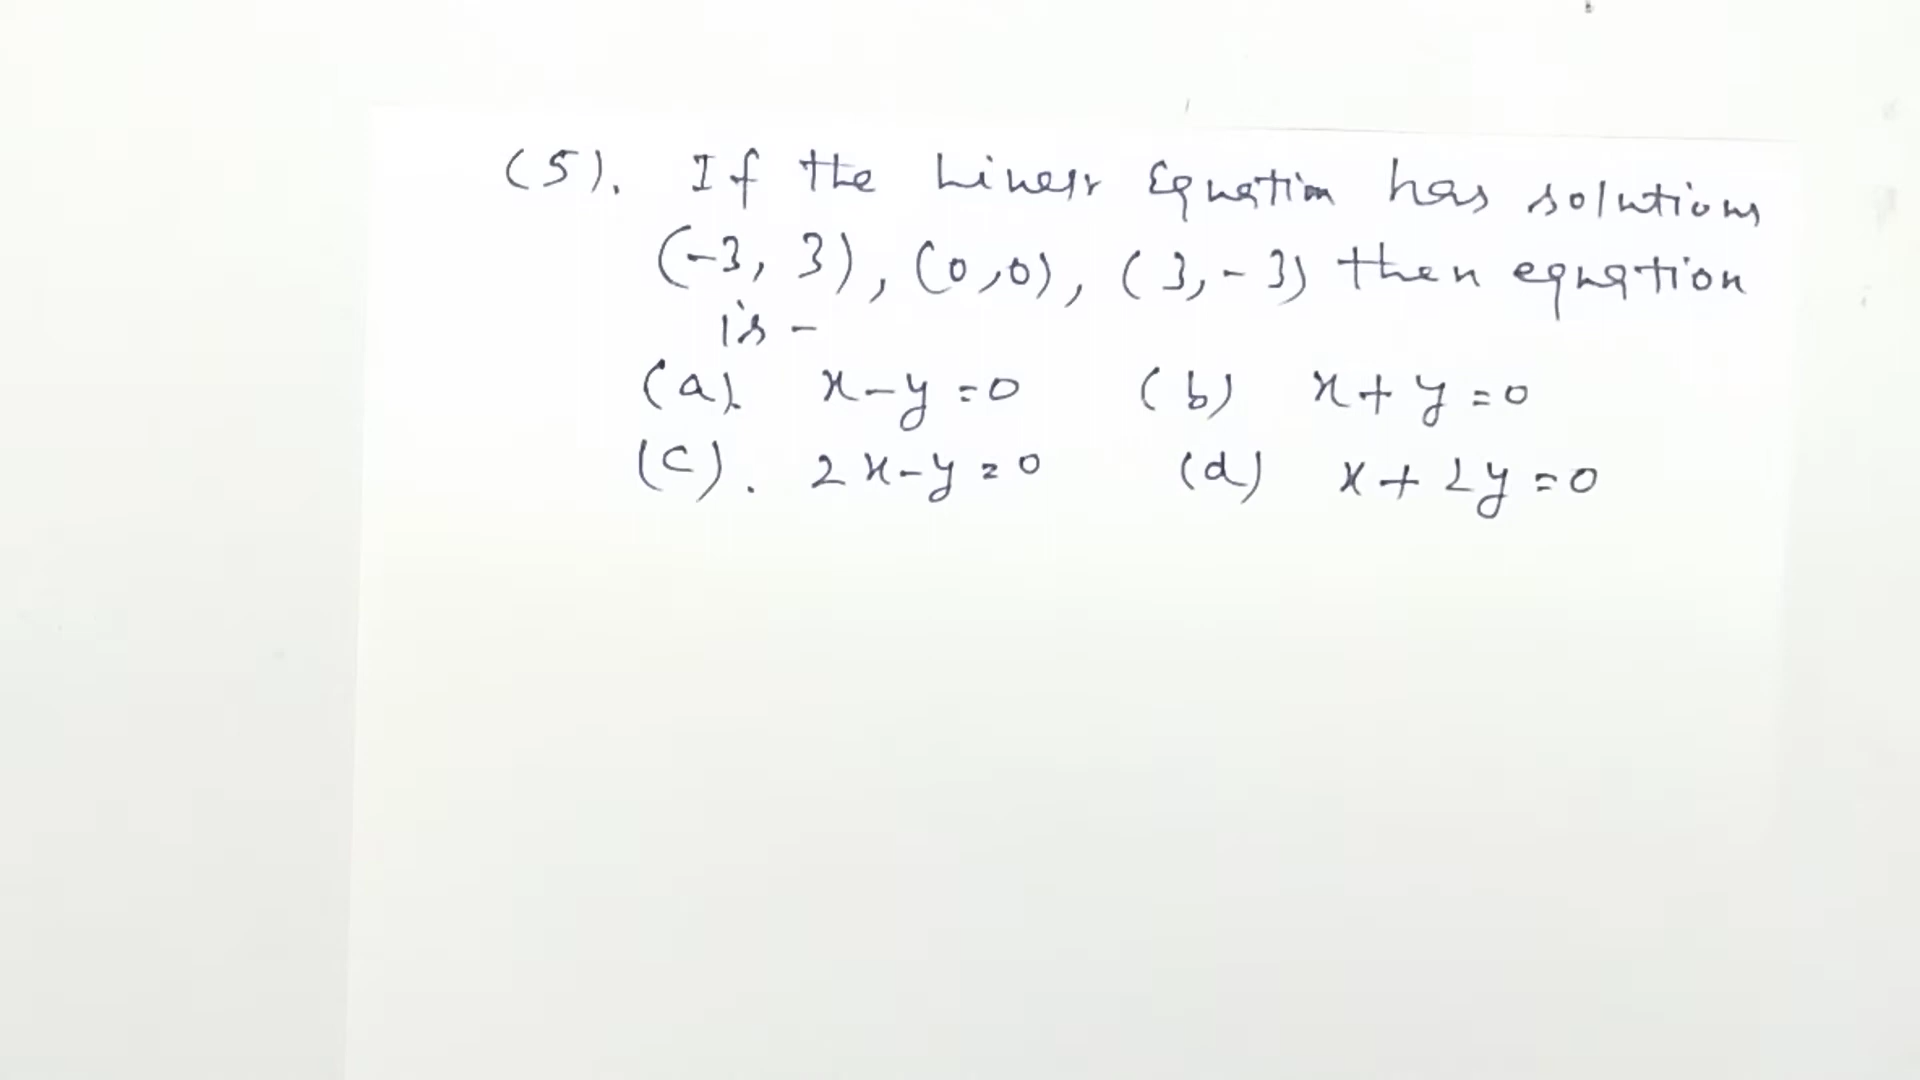 (5). If the Linear Equation has solutions
(-3, 3), (0,0), (3,-3) then equation
is -
(a). x-y=0 (b) x+y=0
(c). 2x-y=0 (d) x+2y=0